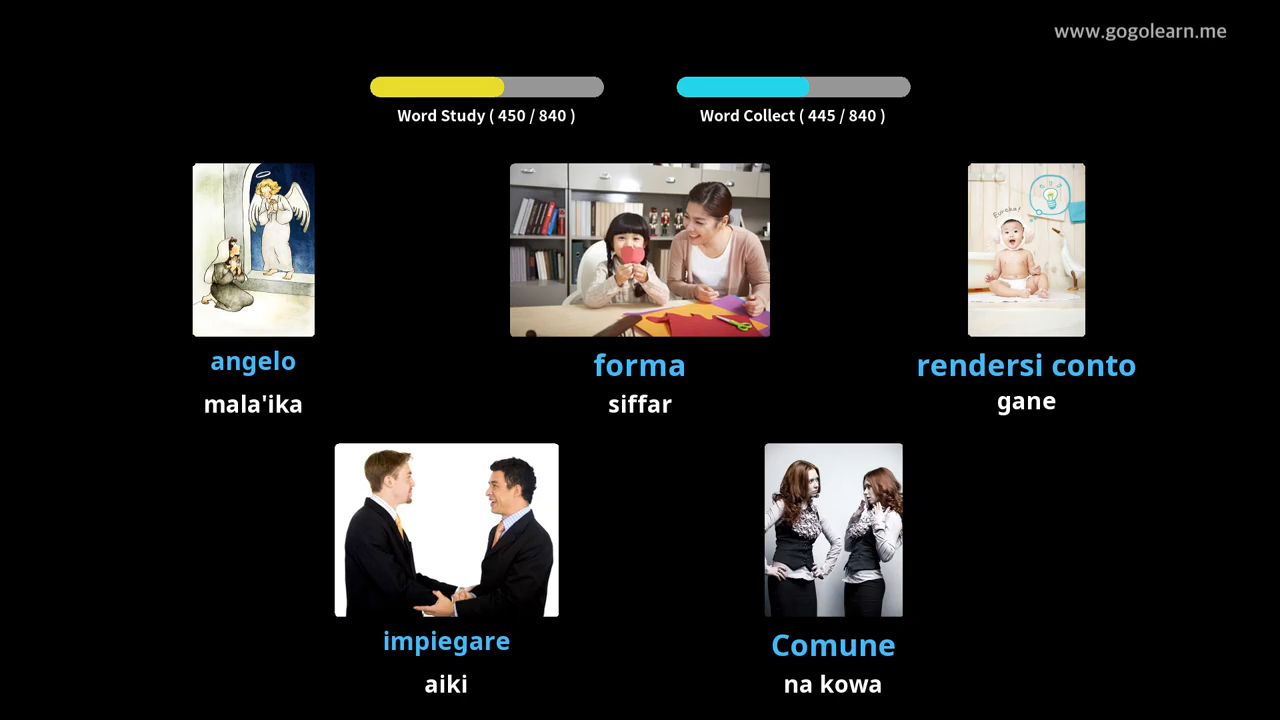 www.gogolearn.me
Word Study ( 450 / 840 )
Word Collect ( 445 / 840 )
Eureka!
angelo
mala'ika
forma
siffar
rendersi conto
gane
impiegare
aiki
Comune
na kowa